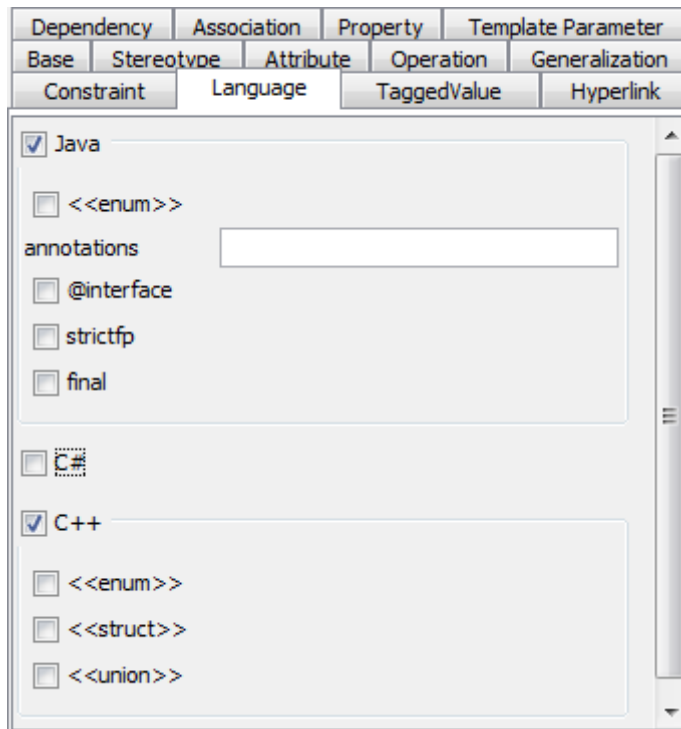 Dependency Association Property Template Parameter
Base Stereotype Attribute Operation Generalization
Constraint Language TaggedValue Hyperlink
Java
<<enum>>
annotations
@interface
strictfp
final
C#
C++
<<enum>>
<<struct>>
<<union>>